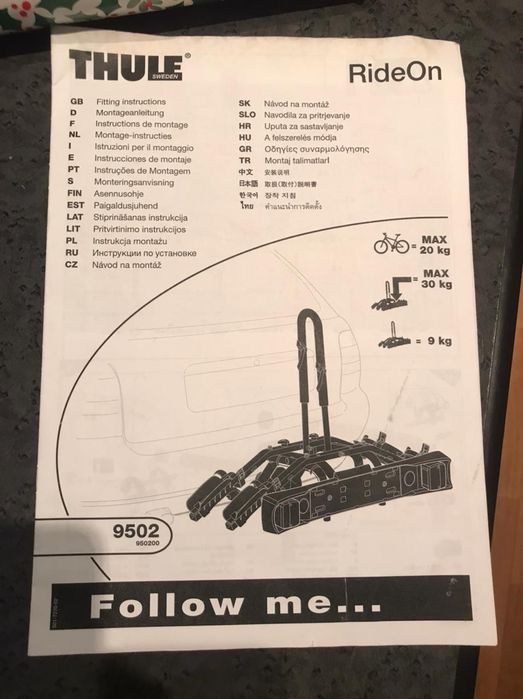 THULE®
SWEDEN
RideOn
GB Fitting instructions
D Montageanleitung
F Instructions de montage
NL Montage-instructies
I Istruzioni per il montaggio
E Instrucciones de montaje
PT Instruções de Montagem
S Monteringsanvisning
FIN Asennusohje
EST Paigaldusjuhend
LAT Stiprināšanas instrukcija
LIT Pritvirtinimo instrukcijos
PL Instrukcja montażu
RU Инструкции по установке
CZ Návod na montáž
SK Návod na montáž
SLO Navodila za pritrjevanje
HR Uputa za sastavljanje
HU A felszerelés módja
GR Οδηγίες συναρμολόγησης
TR Montaj talimatları
中文 安装说明
日本語 取扱(取付)説明書
한국어 장착 지침
ไทย คำแนะนำการติดตั้ง
= MAX
20 kg
= MAX
30 kg
= 9 kg
9502
950200
Follow me...